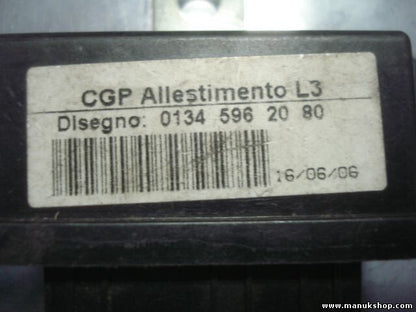 CGP Allestimento L3
Disegno: 0134 596 20 80
16/06/06
www.manukshop.com